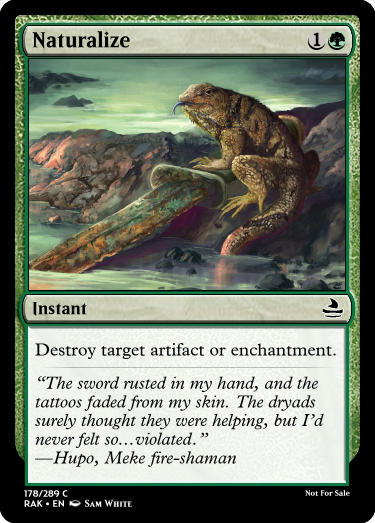 Naturalize 1
Instant
Destroy target artifact or enchantment.
“The sword rusted in my hand, and the
tattoos faded from my skin. The dryads
surely thought they were helping, but I’d
never felt so…violated.”
—Hupo, Meke fire-shaman
178/289 C
RAK • EN Sam White
Not For Sale